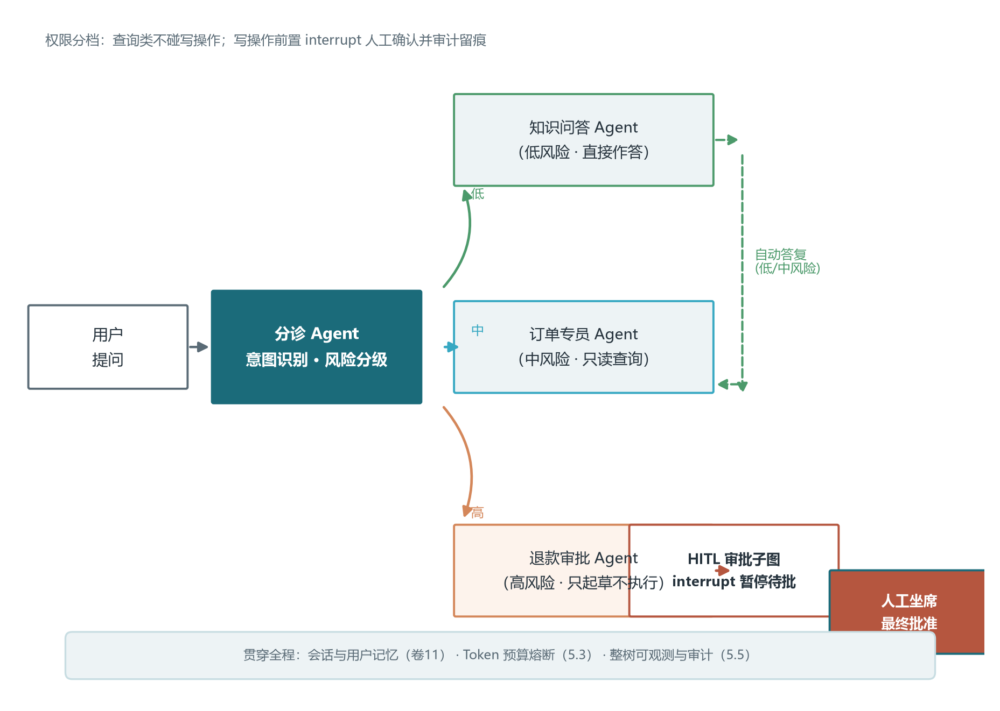 权限分档：查询类不碰写操作；写操作前置 interrupt 人工确认并审计留痕
知识问答 Agent
（低风险 · 直接作答）
低
自动答复
(低/中风险)
用户
提问
分诊 Agent
意图识别 • 风险分级
中
订单专员 Agent
（中风险 · 只读查询）
高
退款审批 Agent
（高风险 · 只起草不执行）
HITL 审批子图
interrupt 暂停待批
人工坐席
最终批准
贯穿全程：会话与用户记忆（卷11） · Token 预算熔断（5.3） · 整树可观测与审计（5.5）